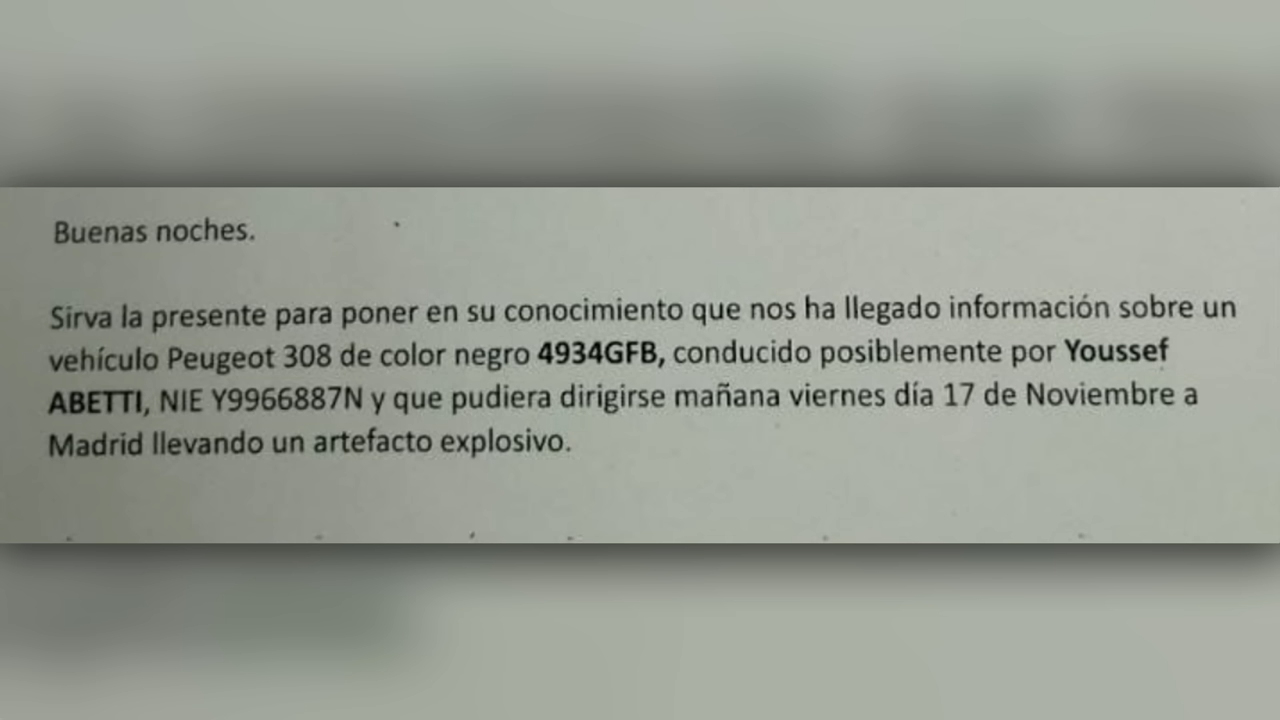 Buenas noches.
Sirva la presente para poner en su conocimiento que nos ha llegado información sobre un
vehículo Peugeot 308 de color negro 4934GFB, conducido posiblemente por Youssef
ABETTI, NIE Y9966887N y que pudiera dirigirse mañana viernes día 17 de Noviembre a
Madrid llevando un artefacto explosivo.